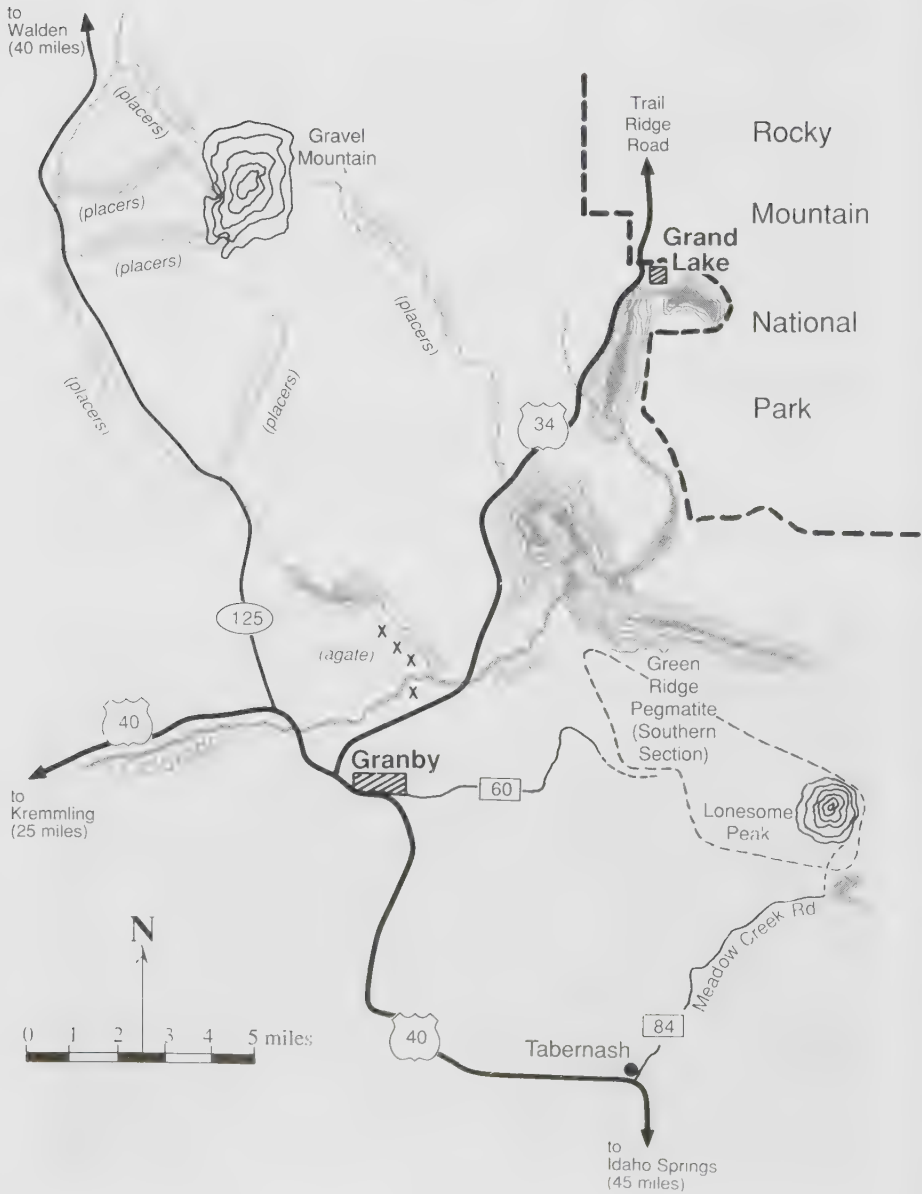 to
Walden
(40 miles)
(placers)
Gravel
Mountain
(placers)
(placers)
(placers)
(placers)
(placers)
Trail
Ridge
Road
Rocky
Mountain
National
Park
Grand
Lake
34
125
(agate)
40
to
Kremmling
(25 miles)
Granby
60
Green
Ridge
Pegmatite
(Southern
Section)
Lonesome
Peak
Meadow Creek Rd
84
N
0 1 2 3 4 5 miles
40
Tabernash
to
Idaho Springs
(45 miles)